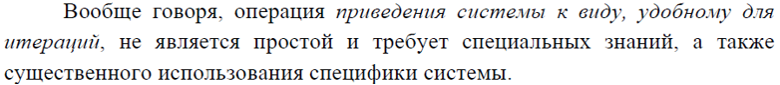 Вообще говоря, операция приведения системы к виду, удобному для
итераций, не является простой и требует специальных знаний, а также
существенного использования специфики системы.